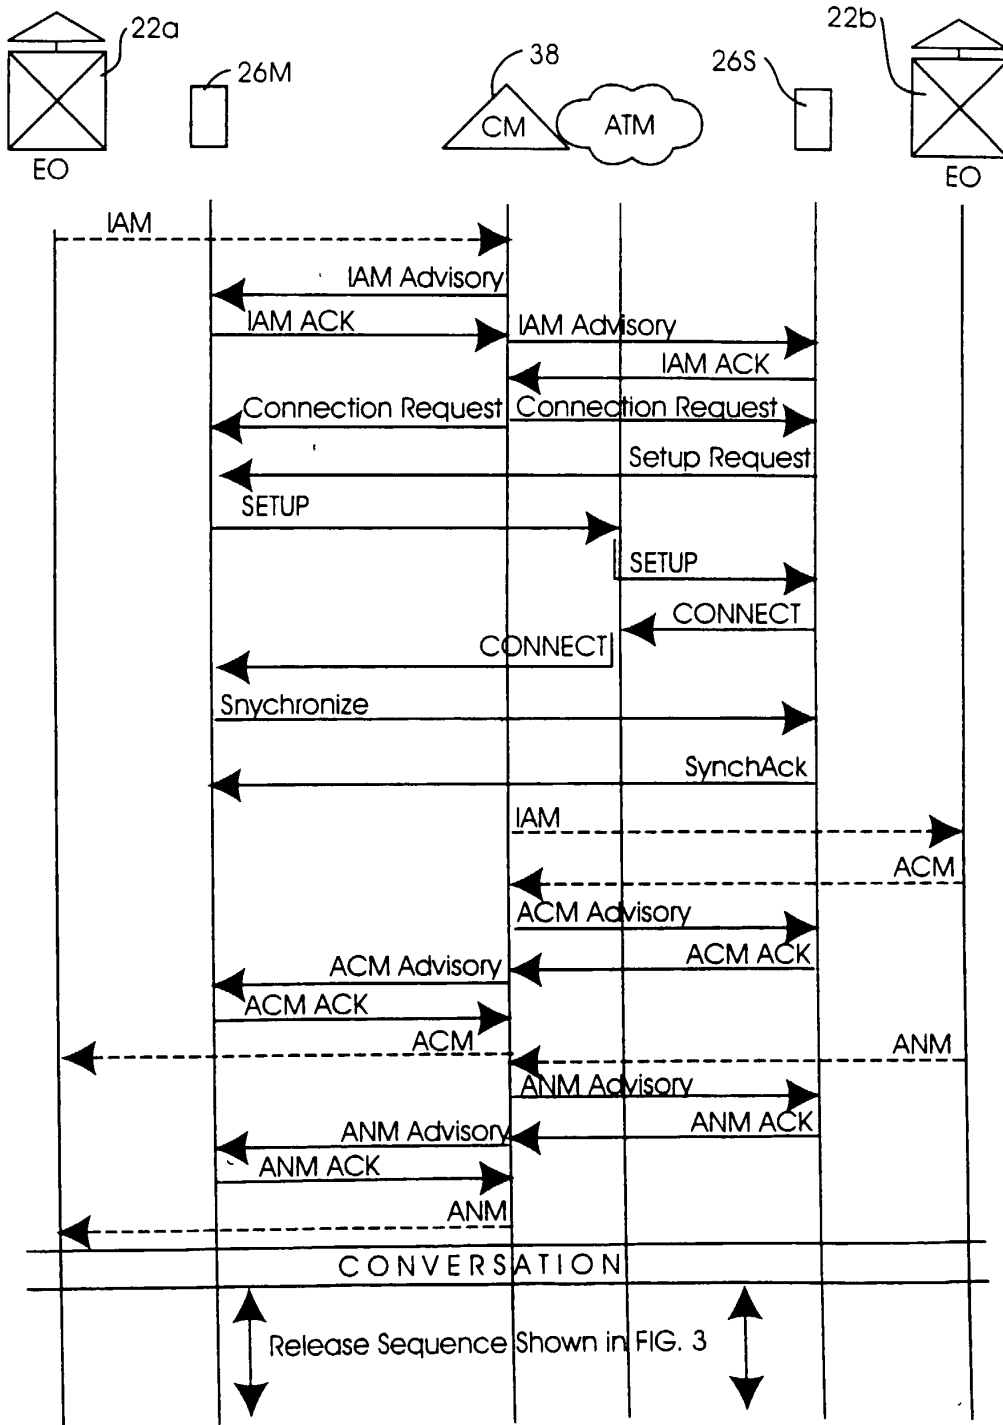 22a
22b
26M
38
26S
CM
ATM
EO
EO
IAM
IAM Advisory
IAM ACK
IAM Advisory
IAM ACK
Connection Request
Connection Request
Setup Request
SETUP
SETUP
CONNECT
CONNECT
Snychronize
SynchAck
IAM
ACM
ACM Advisory
ACM ACK
ACM Advisory
ACM ACK
ACM
ANM
ANM Advisory
ANM ACK
ANM Advisory
ANM ACK
ANM
CONVERSATION
Release Sequence Shown in FIG. 3